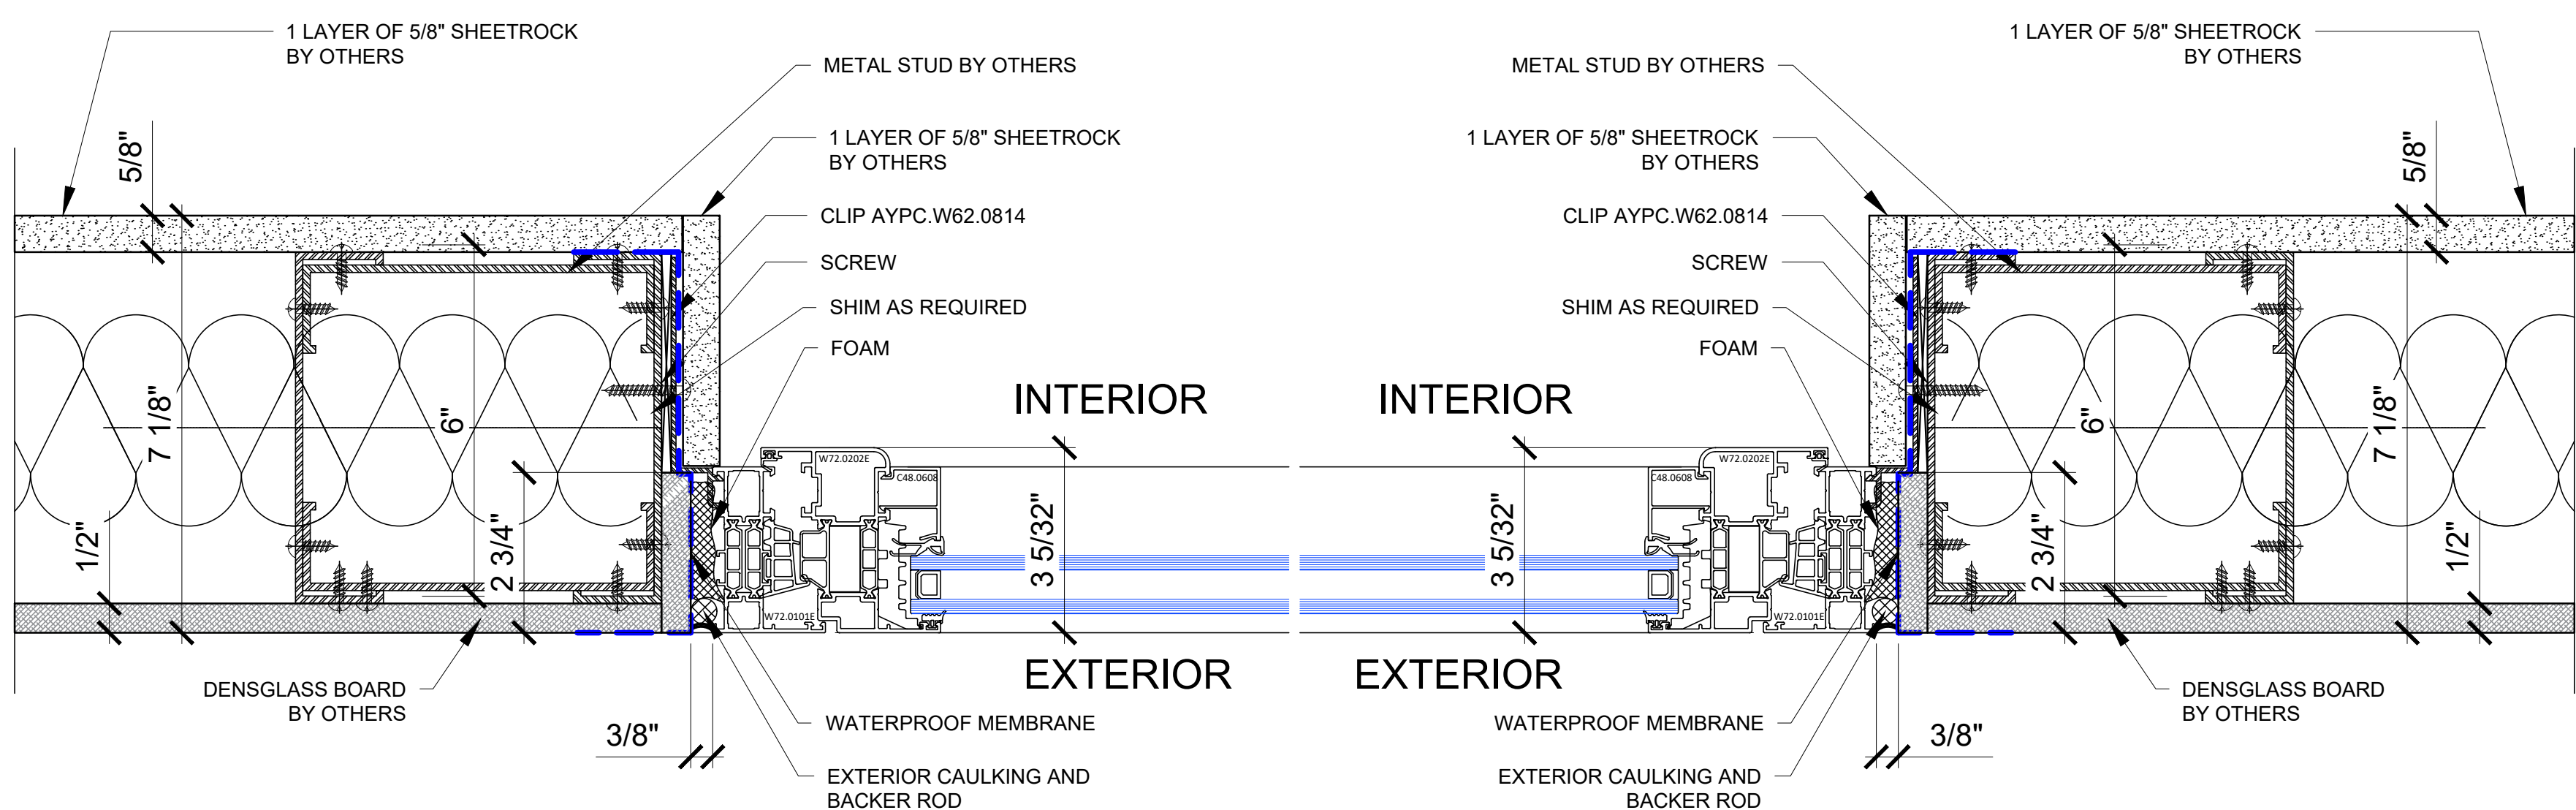 1 LAYER OF 5/8" SHEETROCK
BY OTHERS
METAL STUD BY OTHERS
1 LAYER OF 5/8" SHEETROCK
BY OTHERS
CLIP AYPC.W62.0814
SCREW
SHIM AS REQUIRED
FOAM
5/8"
7 1/8"
6"
1/2"
2 3/4"
INTERIOR
3 5/32"
EXTERIOR
W72.0202E
C48.0608
W72.0101E
DENSGLASS BOARD
BY OTHERS
3/8"
WATERPROOF MEMBRANE
EXTERIOR CAULKING AND
BACKER ROD
1 LAYER OF 5/8" SHEETROCK
BY OTHERS
METAL STUD BY OTHERS
1 LAYER OF 5/8" SHEETROCK
BY OTHERS
CLIP AYPC.W62.0814
SCREW
SHIM AS REQUIRED
FOAM
5/8"
INTERIOR
3 5/32"
EXTERIOR
C48.0608
W72.0202E
W72.0101E
6"
7 1/8"
2 3/4"
1/2"
WATERPROOF MEMBRANE
EXTERIOR CAULKING AND
BACKER ROD
3/8"
DENSGLASS BOARD
BY OTHERS